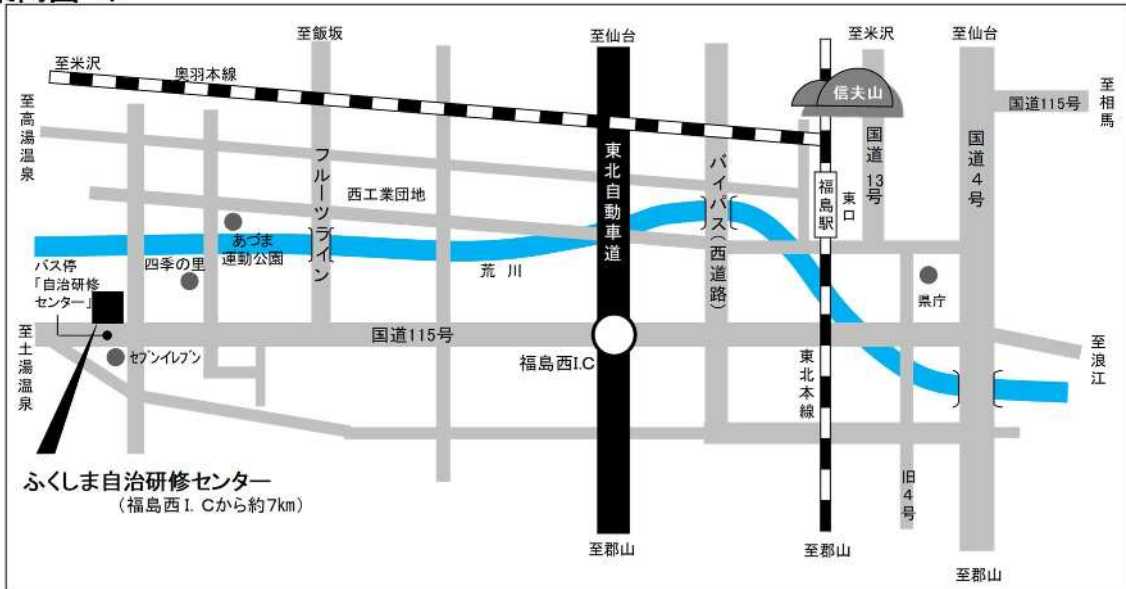 至飯坂
至仙台
至米沢
至仙台
至米沢
奥羽本線
信夫山
国道115号
至相馬
至高湯温泉
フルーツライン
東北自動車道
バイパス(西道路)
福島駅
東口
国道13号
国道4号
西工業団地
あづま
運動公園
荒川
四季の里
バス停
「自治研修
センター」
県庁
至土湯温泉
国道115号
セブンイレブン
福島西I.C
東北本線
至浪江
旧4号
ふくしま自治研修センター
(福島西I. Cから約7km)
至郡山
至郡山
至郡山